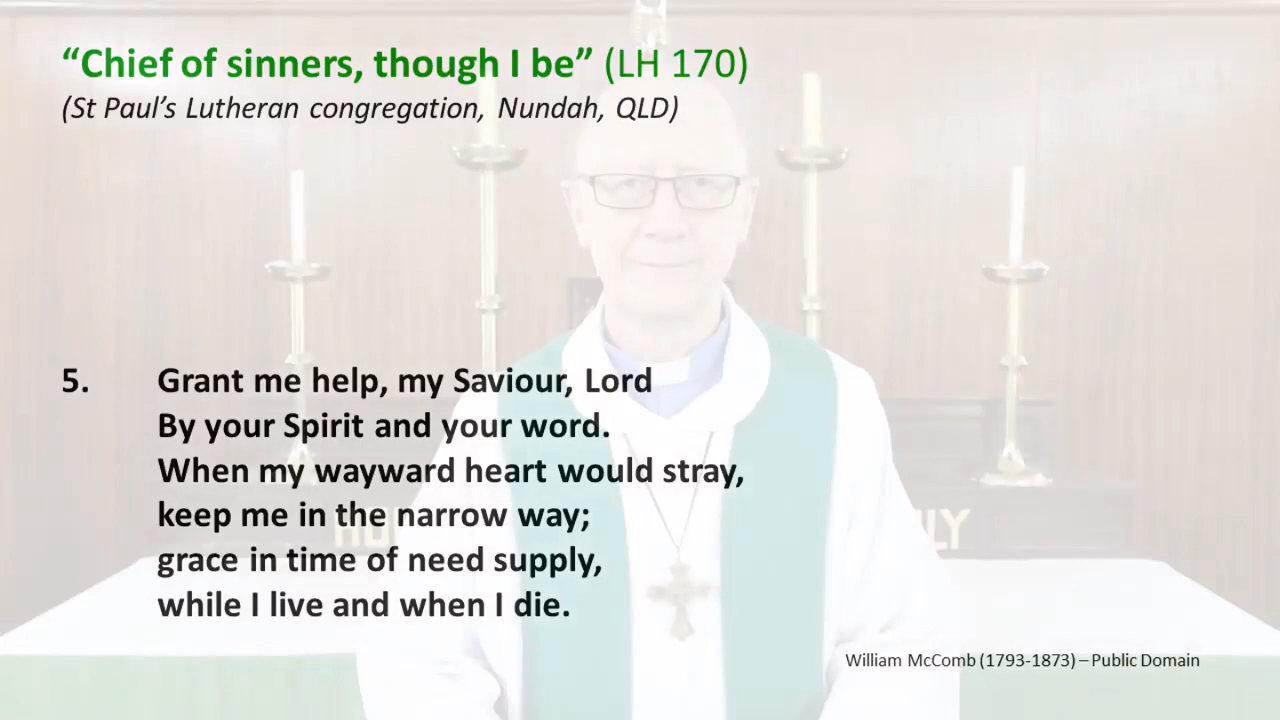 “Chief of sinners, though I be” (LH 170)
(St Paul’s Lutheran congregation, Nundah, QLD)
5. Grant me help, my Saviour, Lord
By your Spirit and your word.
When my wayward heart would stray,
keep me in the narrow way;
grace in time of need supply,
while I live and when I die.
William McComb (1793-1873) – Public Domain